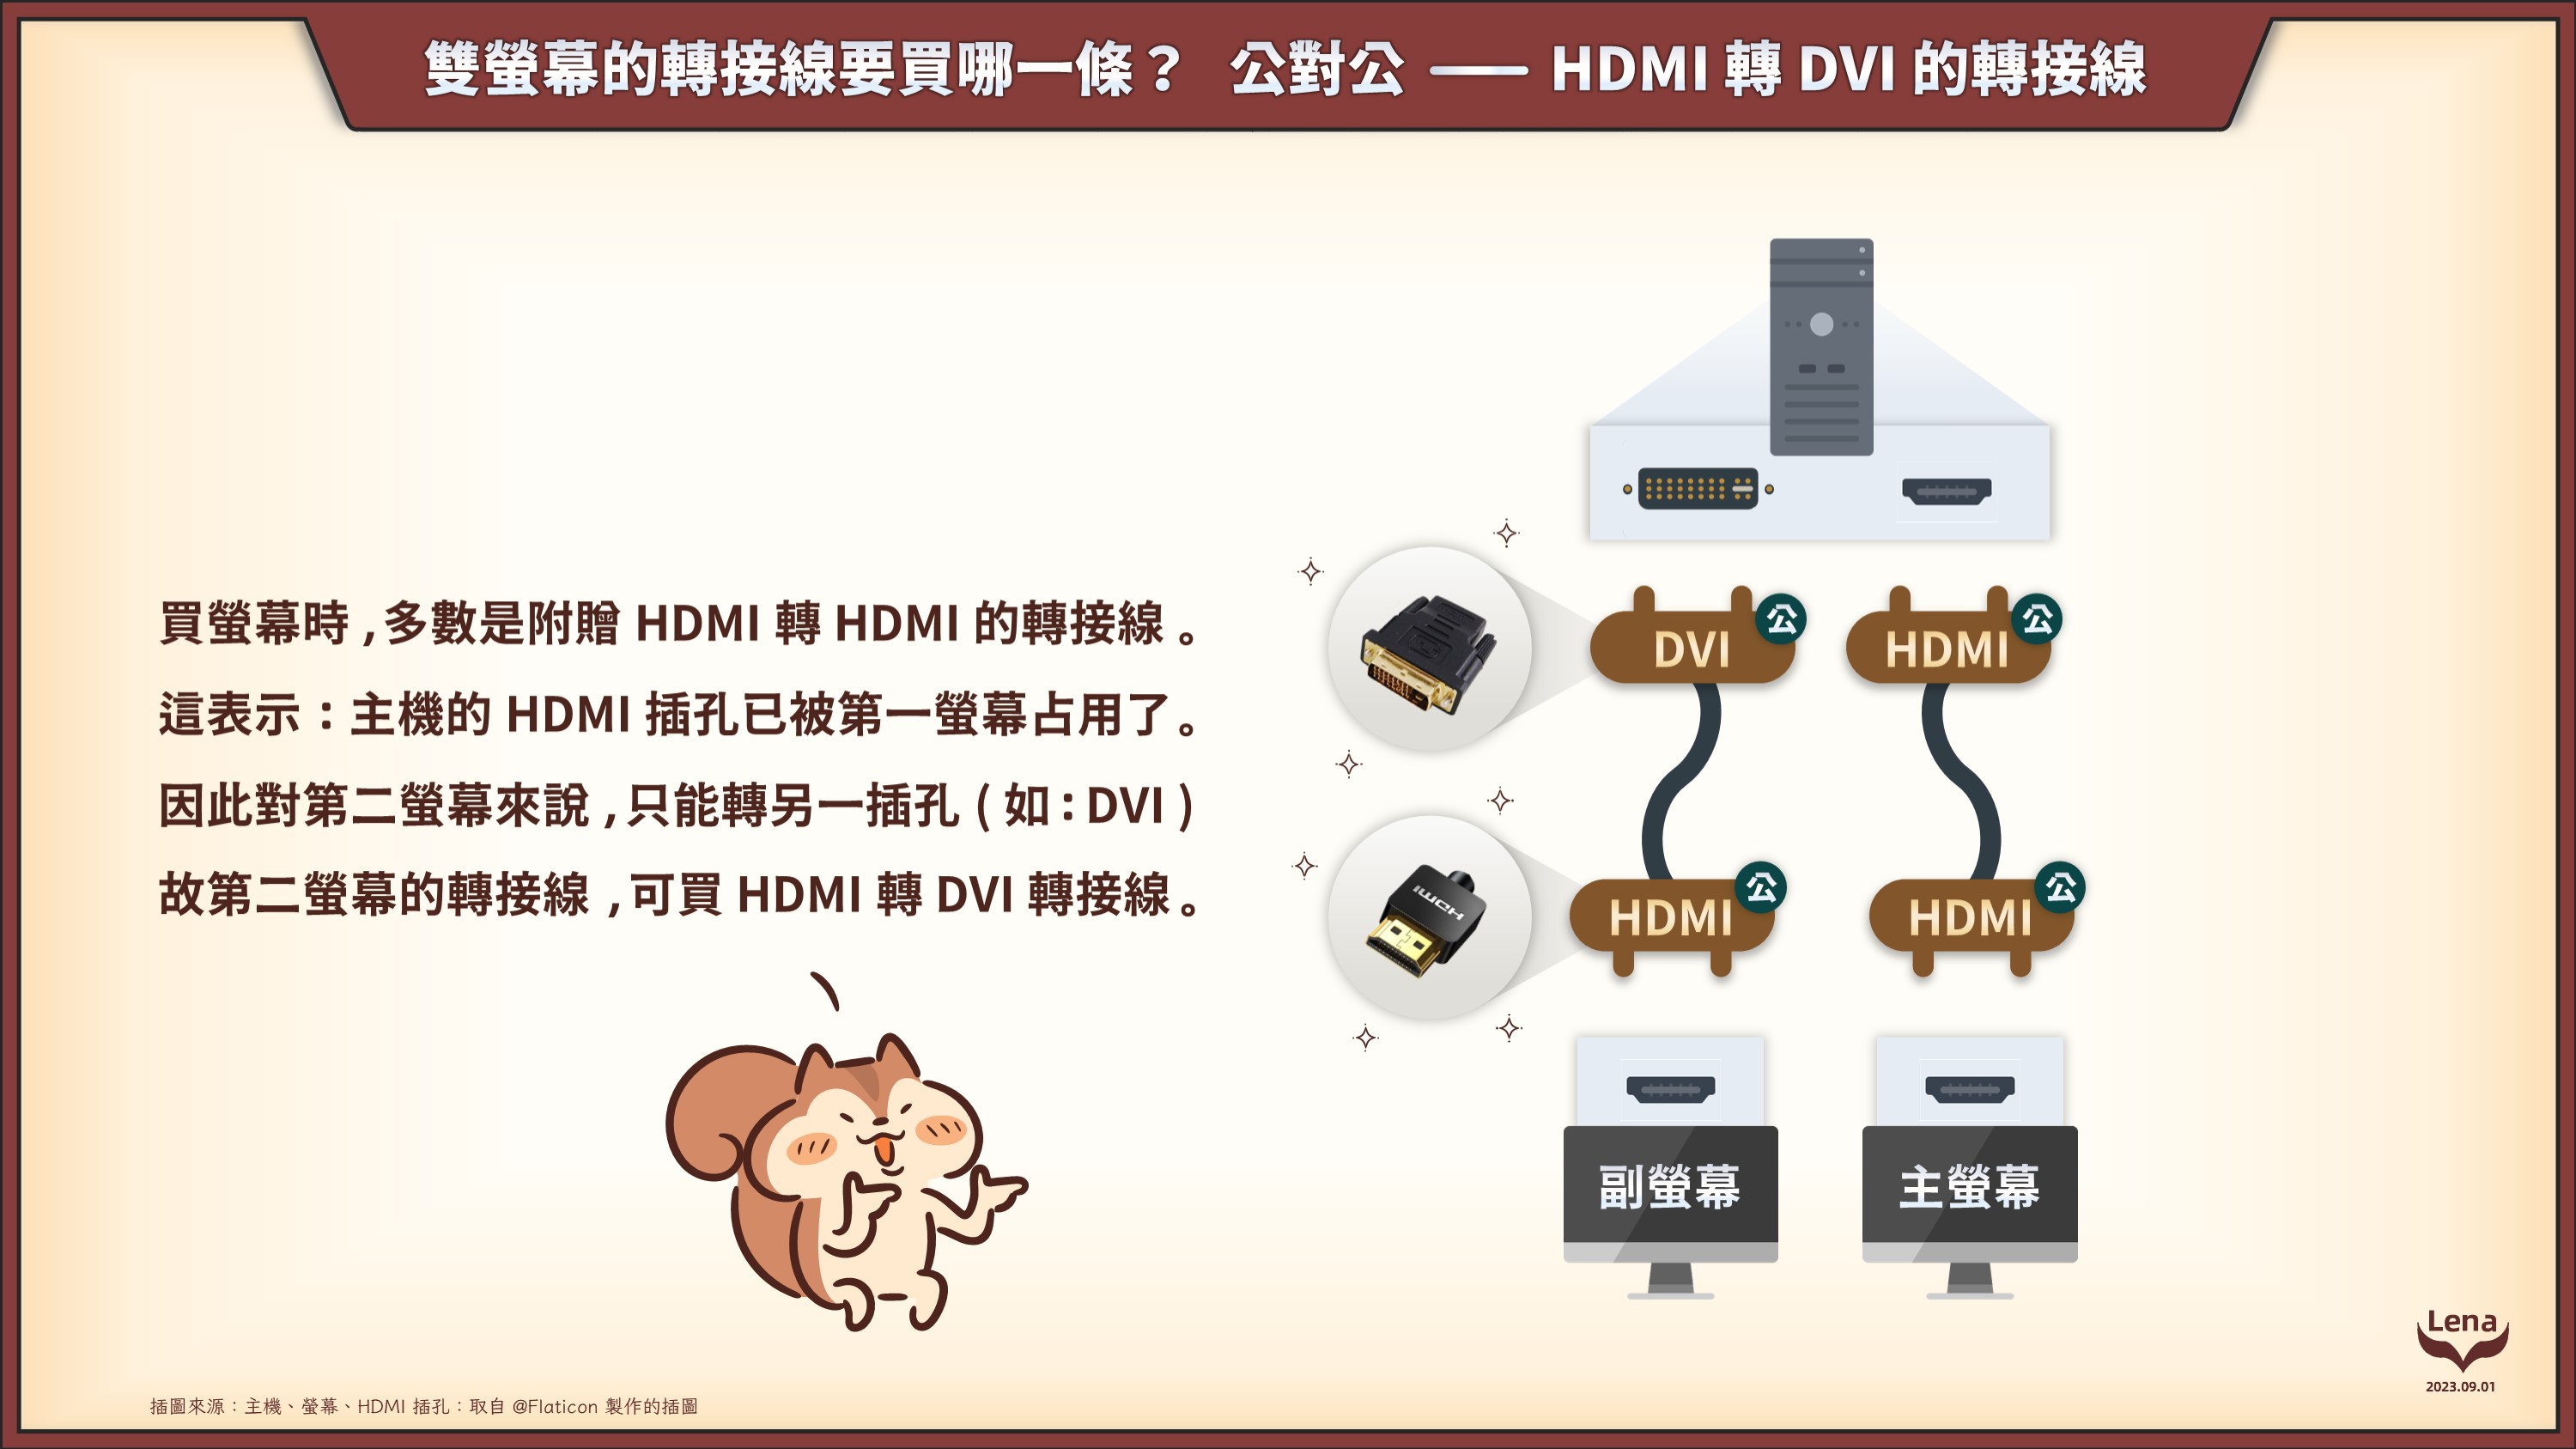 雙螢幕的轉接線要買哪一條？ 公對公 — HDMI 轉 DVI 的轉接線
買螢幕時 , 多數是附贈 HDMI 轉 HDMI 的轉接線 。
這表示：主機的 HDMI 插孔已被第一螢幕占用了。
因此對第二螢幕來說 , 只能轉另一插孔 ( 如：DVI )
故第二螢幕的轉接線 , 可買 HDMI 轉 DVI 轉接線。
DVI 公
HDMI 公
HDMI
HDMI 公
HDMI 公
副螢幕
主螢幕
Lena
2023.09.01
插圖來源：主機、螢幕、HDMI 插孔：取自 @Flaticon 製作的插圖